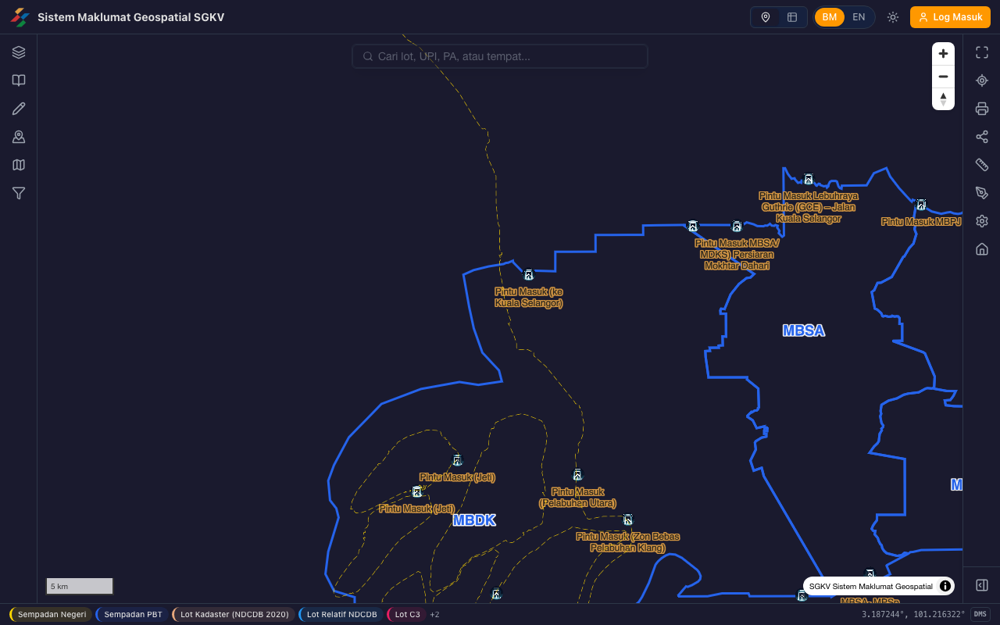 Sistem Maklumat Geospatial SGKV
BM
EN
Log Masuk
Cari lot, UPI, PA, atau tempat...
Pintu Masuk Lebuhraya
Guthrie (GCE) – Jalan
Kuala Selangor
Pintu Masuk MBPJ
Pintu Masuk MBSA/
MDKS) Persiaran
Mokhtar Dahari
Pintu Masuk (ke
Kuala Selangor)
MBSA
Pintu Masuk (Jeti)
Pintu Masuk
(Pelabuhan Utara)
M
Pintu Masuk (Jeti)
MBDK
Pintu Masuk (Zon Bebas
Pelabuhan Klang)
5 km
SGKV Sistem Maklumat Geospatial
Sempadan Negeri
Sempadan PBT
Lot Kadaster (NDCDB 2020)
Lot Relatif NDCDB
Lot C3
+2
3.187244°, 101.216322°
DMS